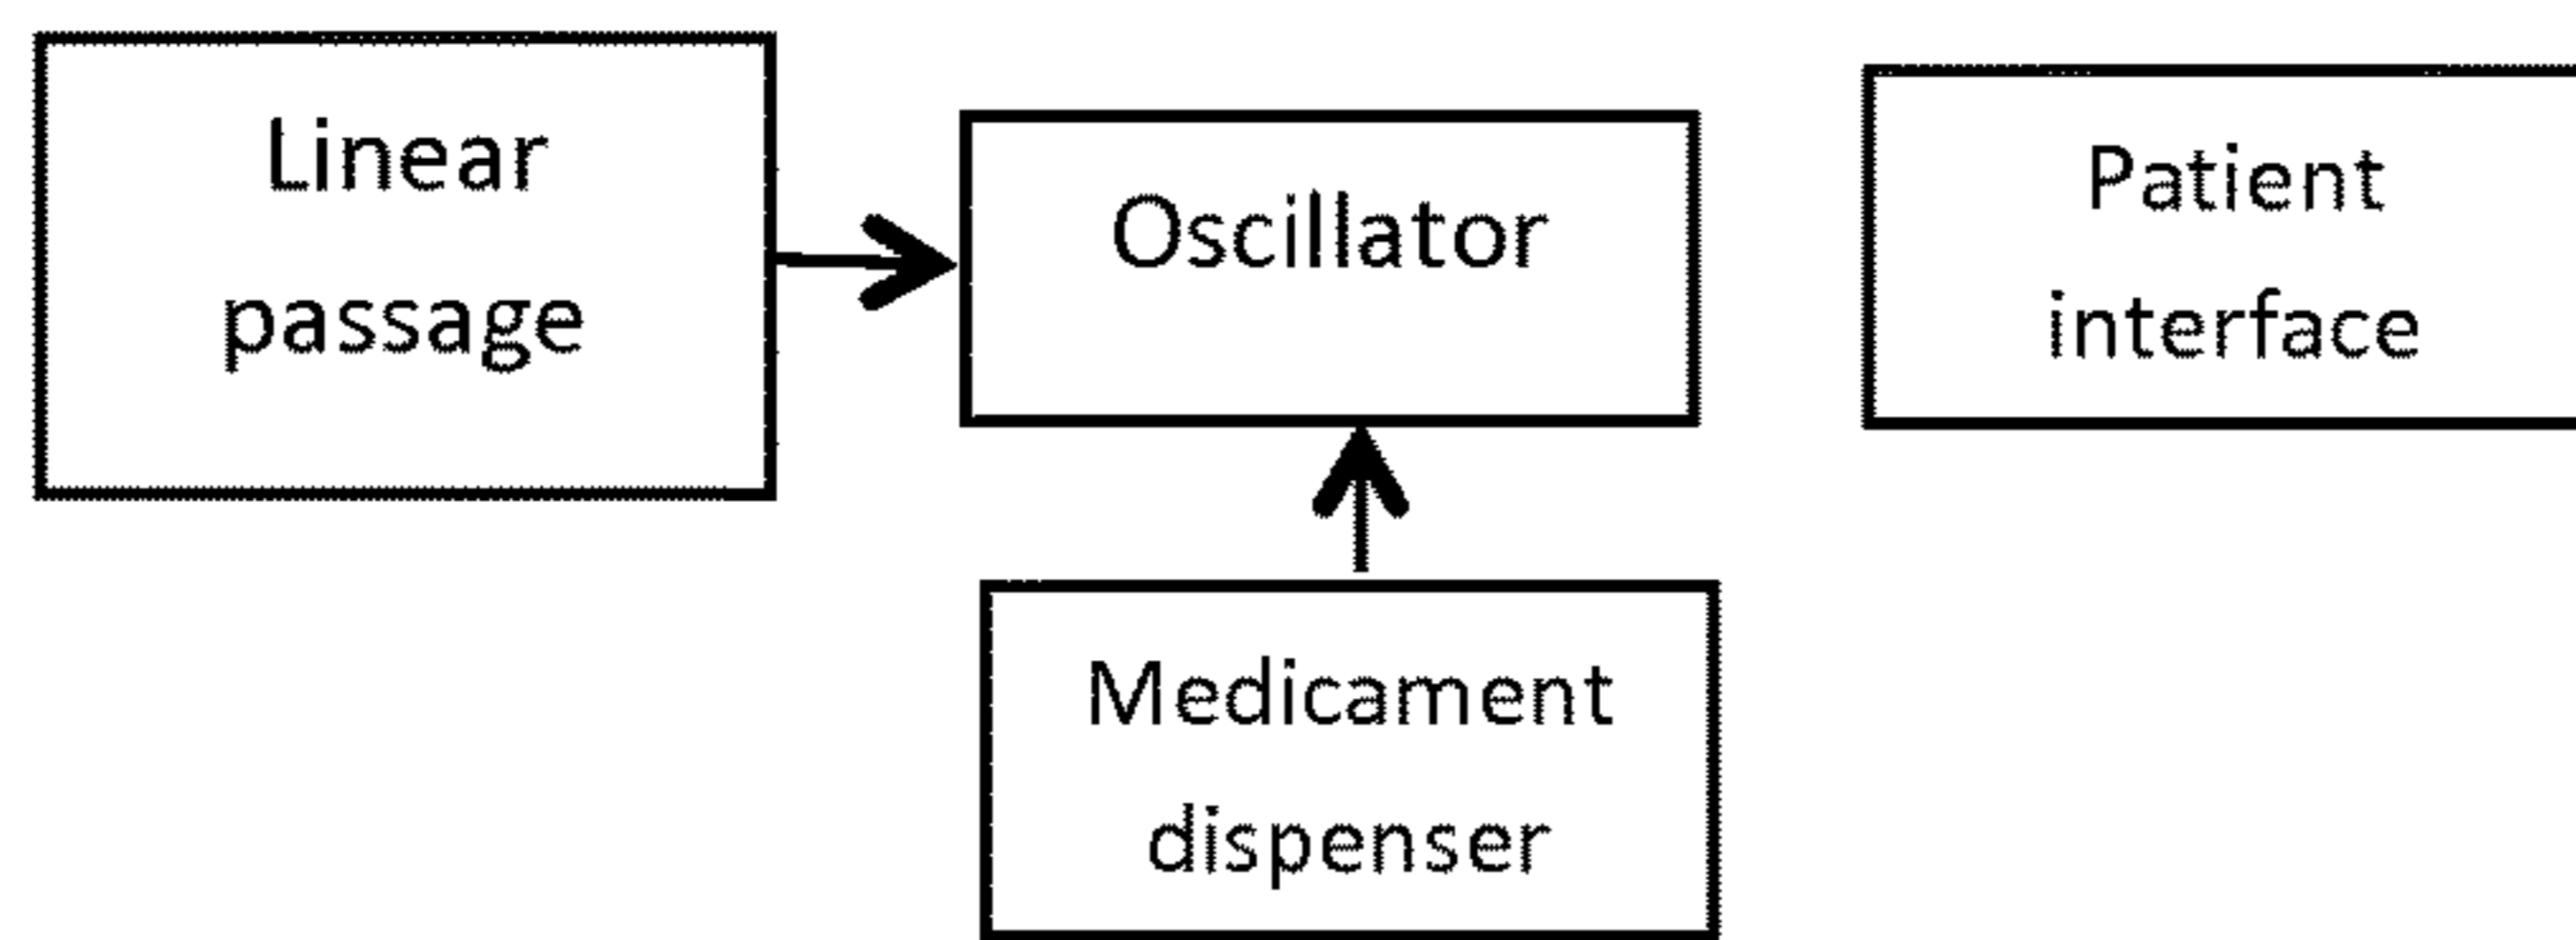 Linear
passage
Oscillator
Patient
interface
Medicament
dispenser